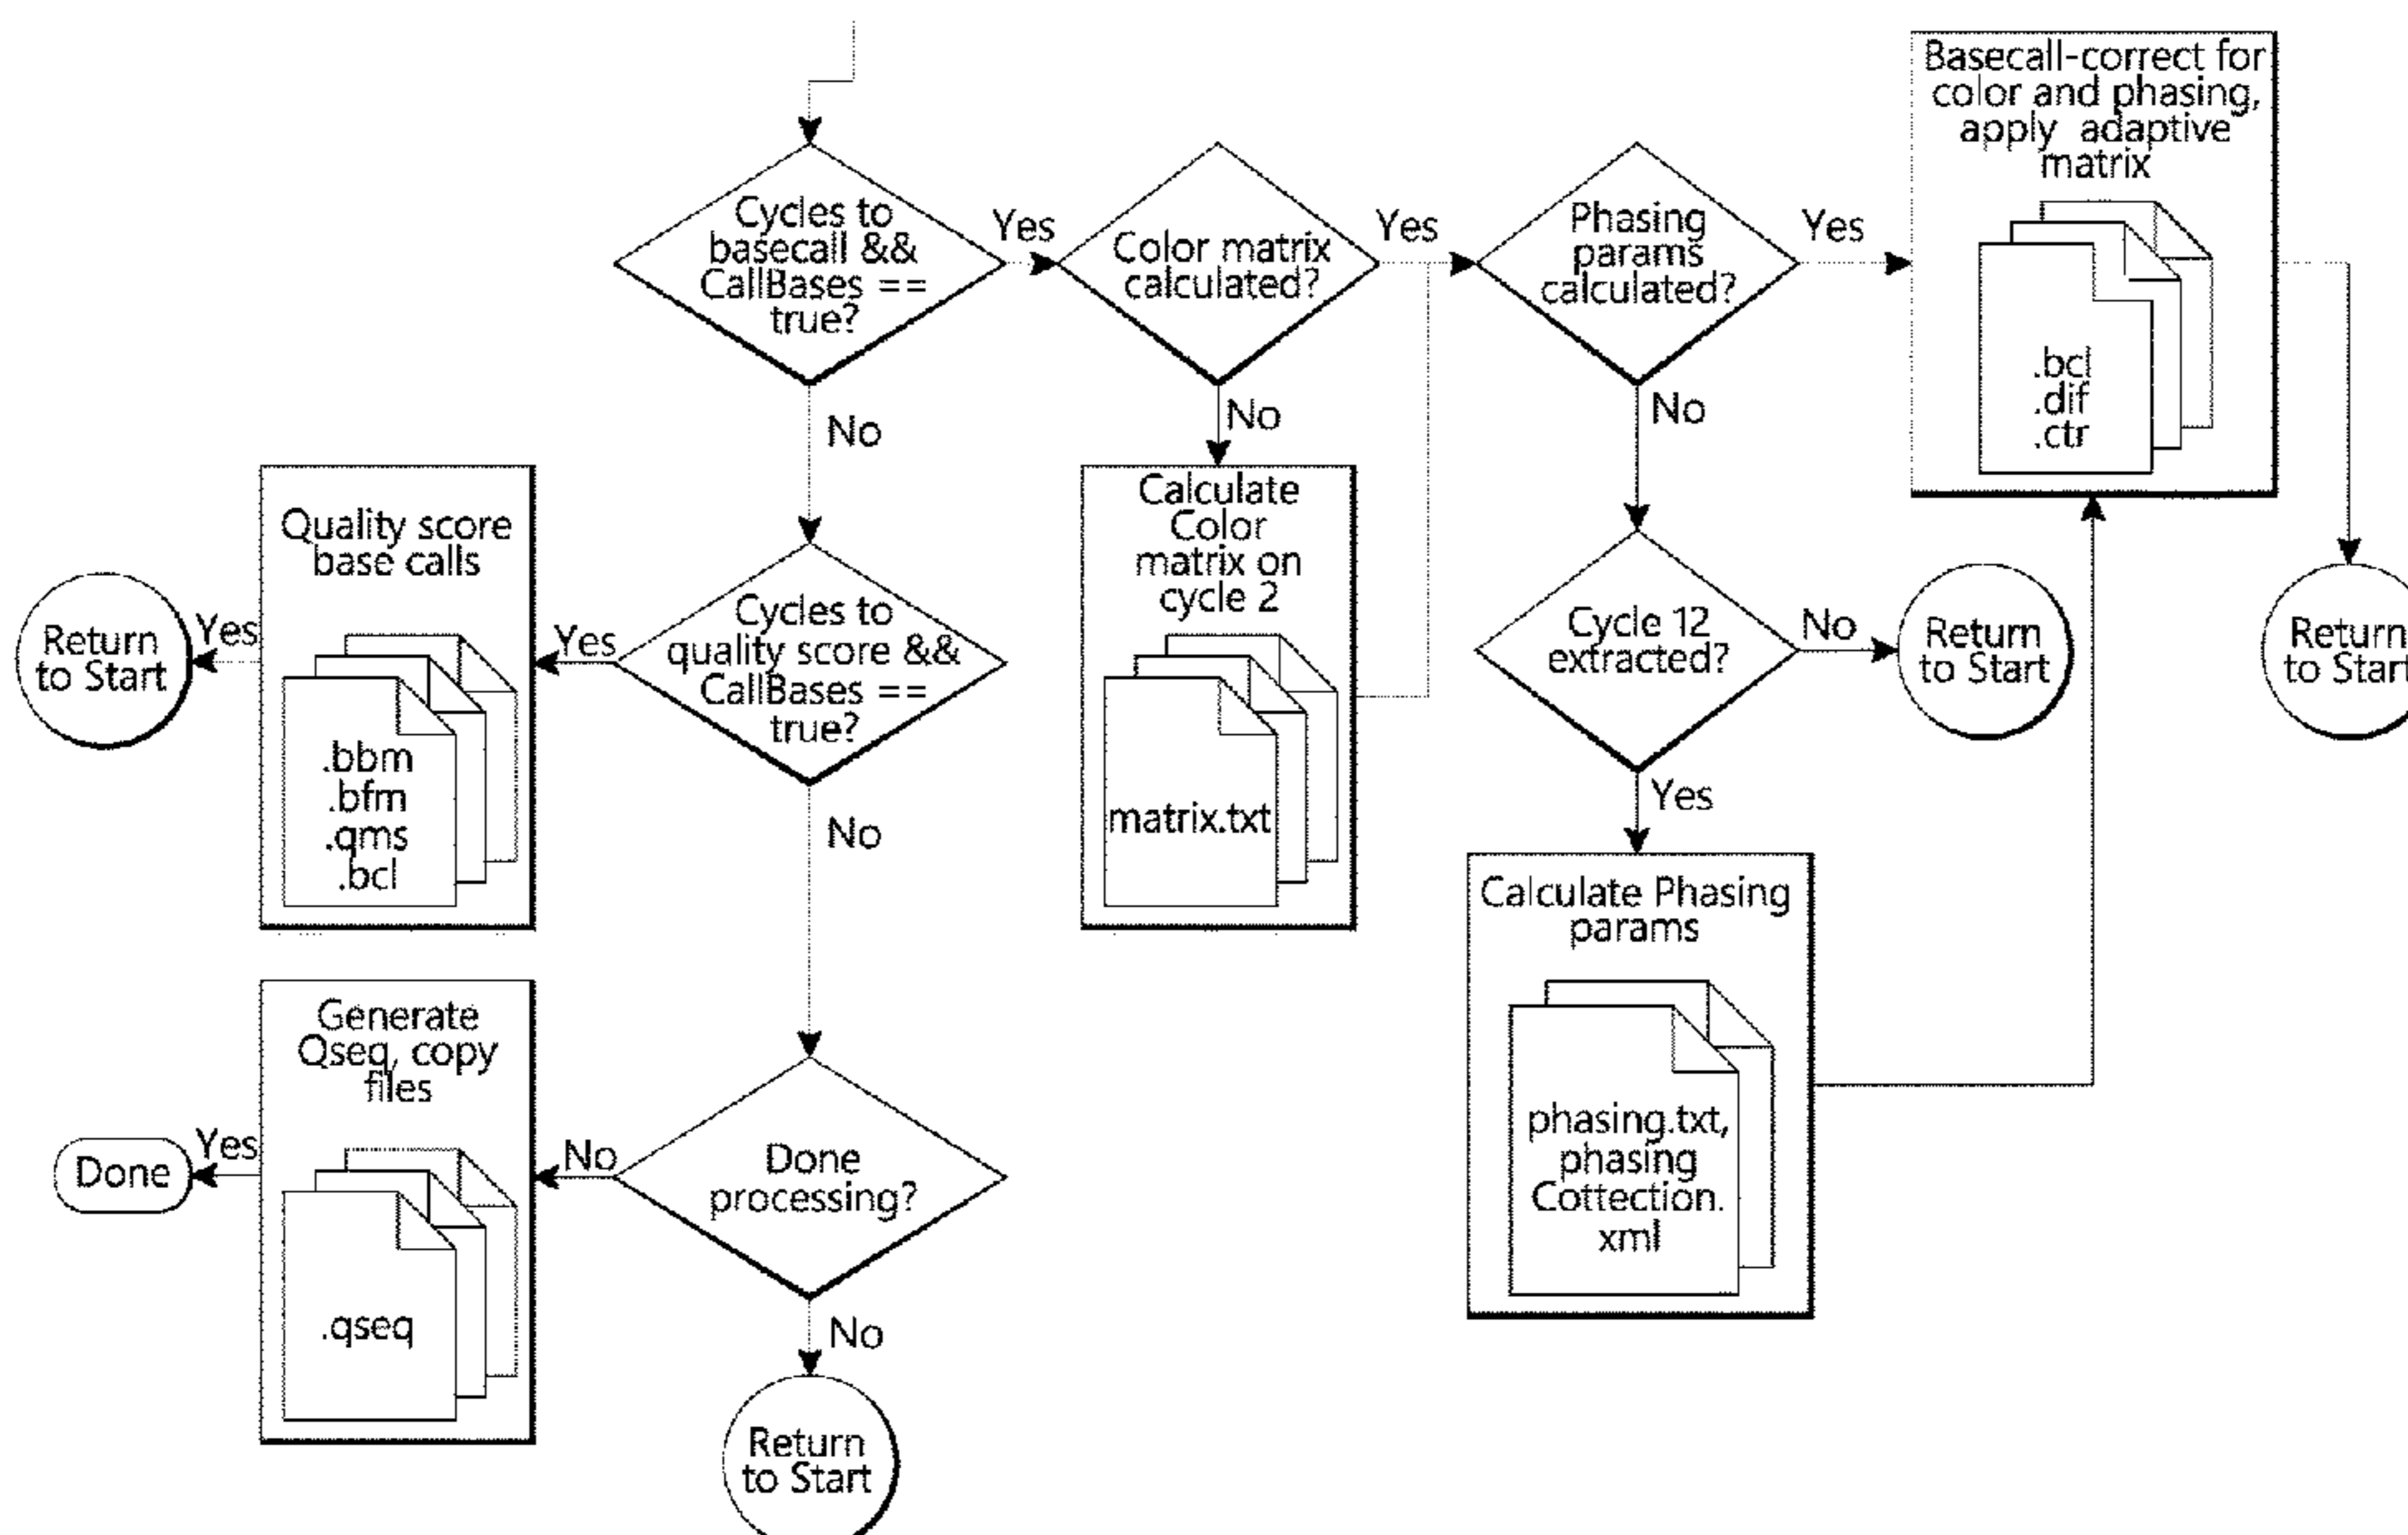 Cycles to
basecall &&
CallBases ==
true?
Yes
Color matrix
calculated?
Yes
Phasing
params
calculated?
Yes
Basecall-correct for
color and phasing,
apply adaptive
matrix
.bcl
.dif
.ctr
Return
to Start
No
No
No
Quality score
base calls
.bbm
.bfm
.qms
.bcl
Yes
Return
to Start
Yes
Cycles to
quality score &&
CallBases ==
true?
Calculate
Color
matrix on
cycle 2
matrix.txt
Cycle 12
extracted?
No
Return
to Start
Yes
No
Calculate Phasing
params
phasing.txt,
phasing
Cottection.
xml
Generate
Qseq, copy
files
.qseq
Yes
Done
No
Done
processing?
No
Return
to Start